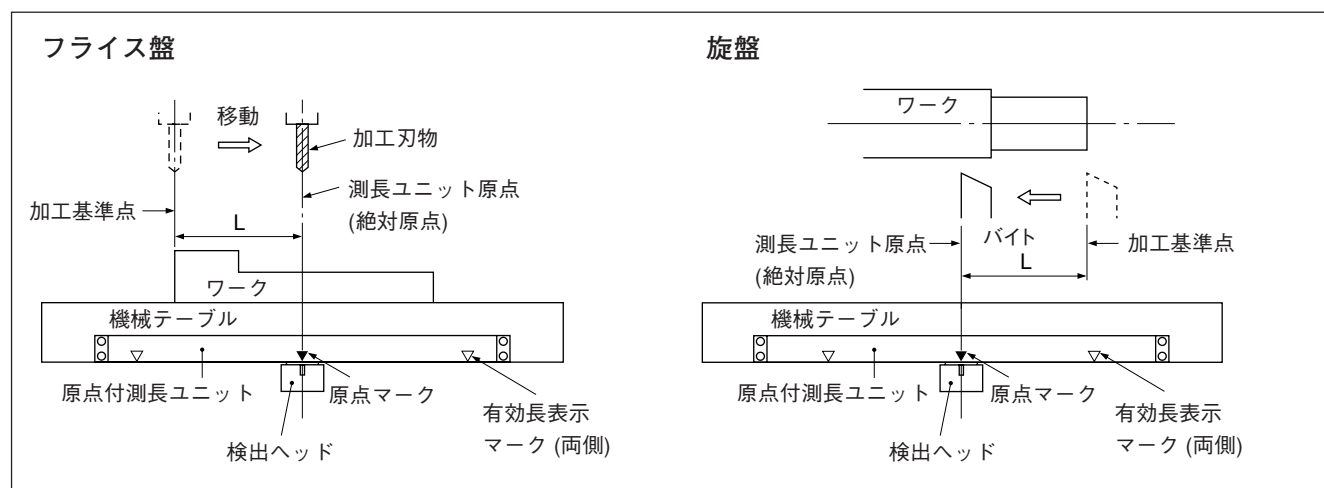 フライス盤
移動
加工刃物
測長ユニット原点
(絶対原点)
加工基準点
L
ワーク
機械テーブル
原点付測長ユニット
原点マーク
有効長表示
マーク (両側)
検出ヘッド
旋盤
ワーク
測長ユニット原点
(絶対原点)
バイト
加工基準点
L
機械テーブル
原点付測長ユニット
原点マーク
有効長表示
マーク (両側)
検出ヘッド